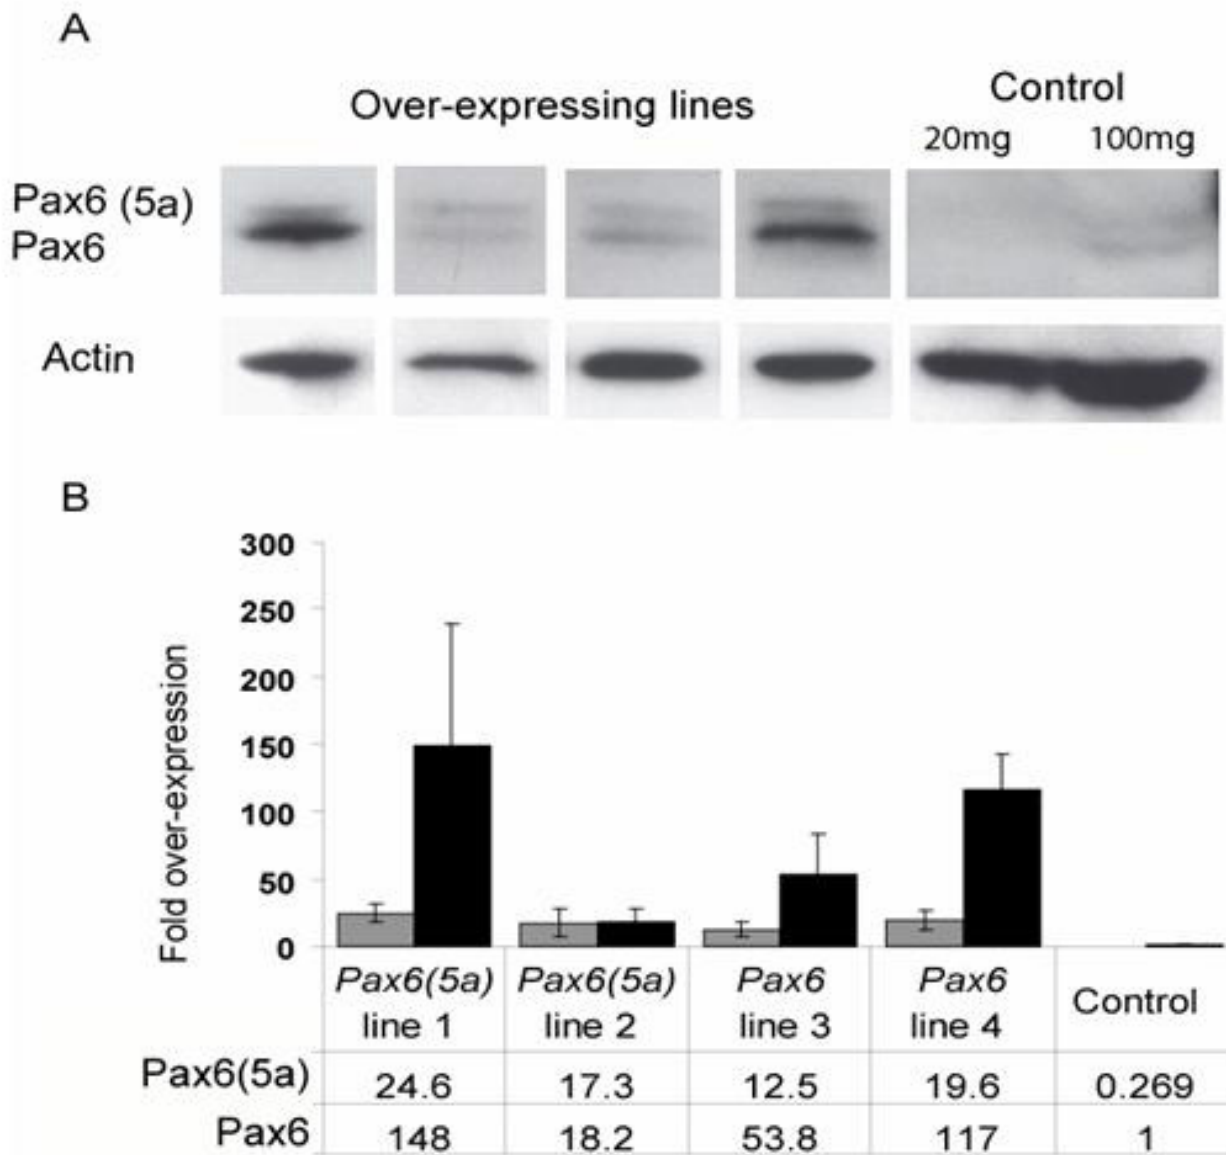 A
Over-expressing lines
Control
20mg 100mg
Pax6 (5a)
Pax6
Actin
B
Fold over-expression
300
250
200
150
100
50
0
Pax6(5a) line 1
Pax6(5a) line 2
Pax6 line 3
Pax6 line 4
Control
Pax6(5a) 24.6 17.3 12.5 19.6 0.269
Pax6 148 18.2 53.8 117 1